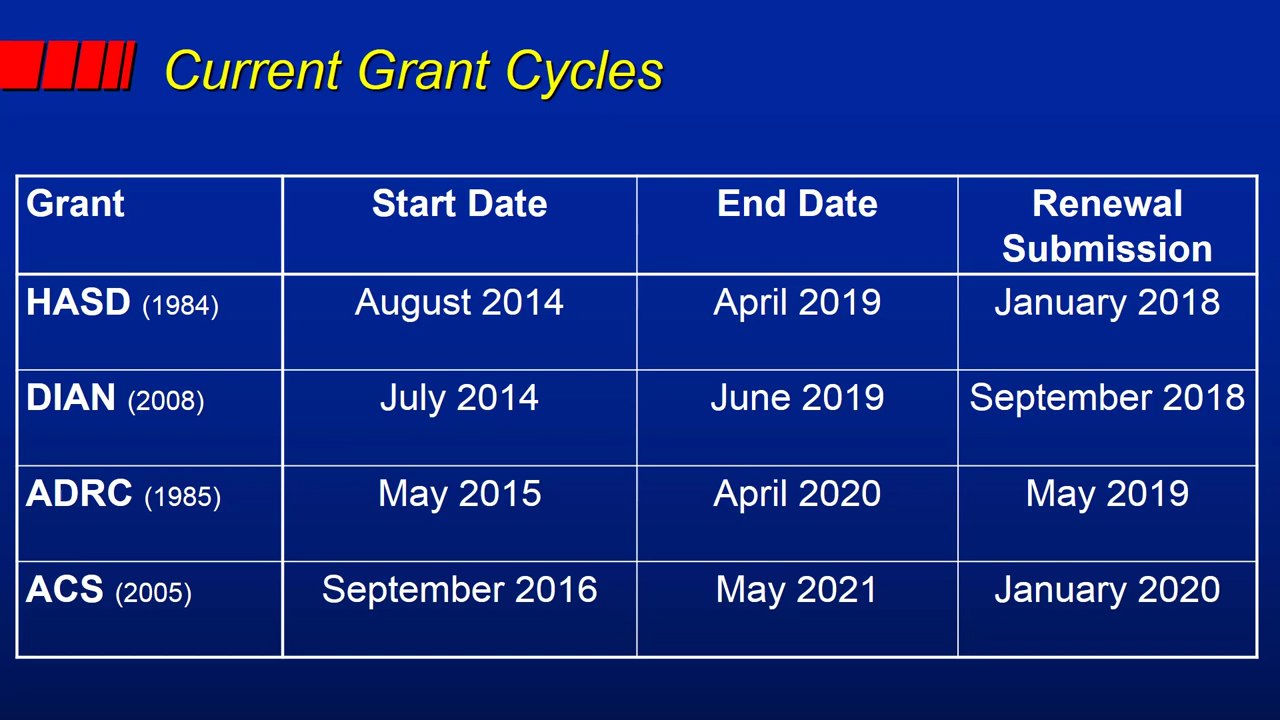 Current Grant Cycles
Grant Start Date End Date Renewal
Submission
HASD (1984) August 2014 April 2019 January 2018
DIAN (2008) July 2014 June 2019 September 2018
ADRC (1985) May 2015 April 2020 May 2019
ACS (2005) September 2016 May 2021 January 2020